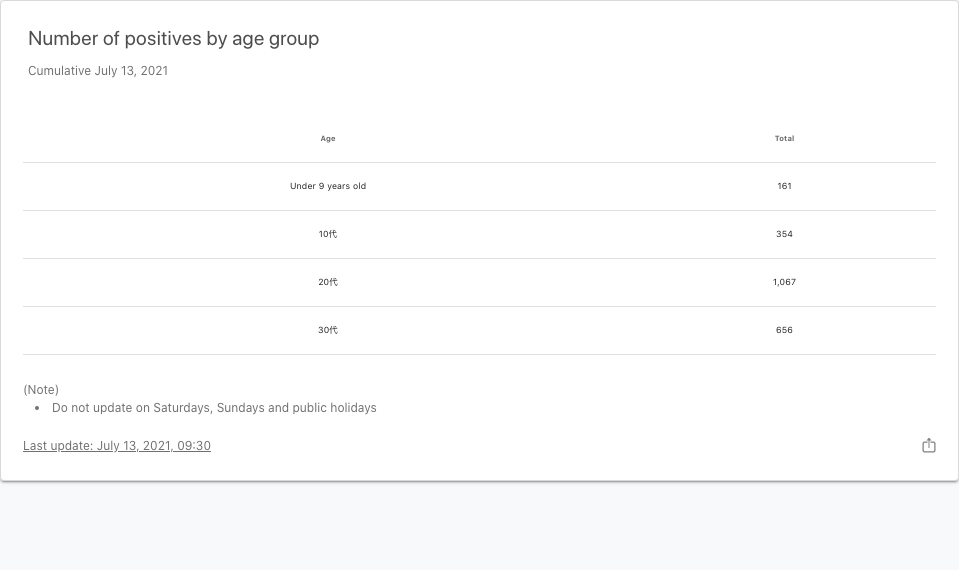 Number of positives by age group
Cumulative July 13, 2021
Age Total
Under 9 years old 161
10代 354
20代 1,067
30代 656
(Note)
• Do not update on Saturdays, Sundays and public holidays
Last update: July 13, 2021, 09:30